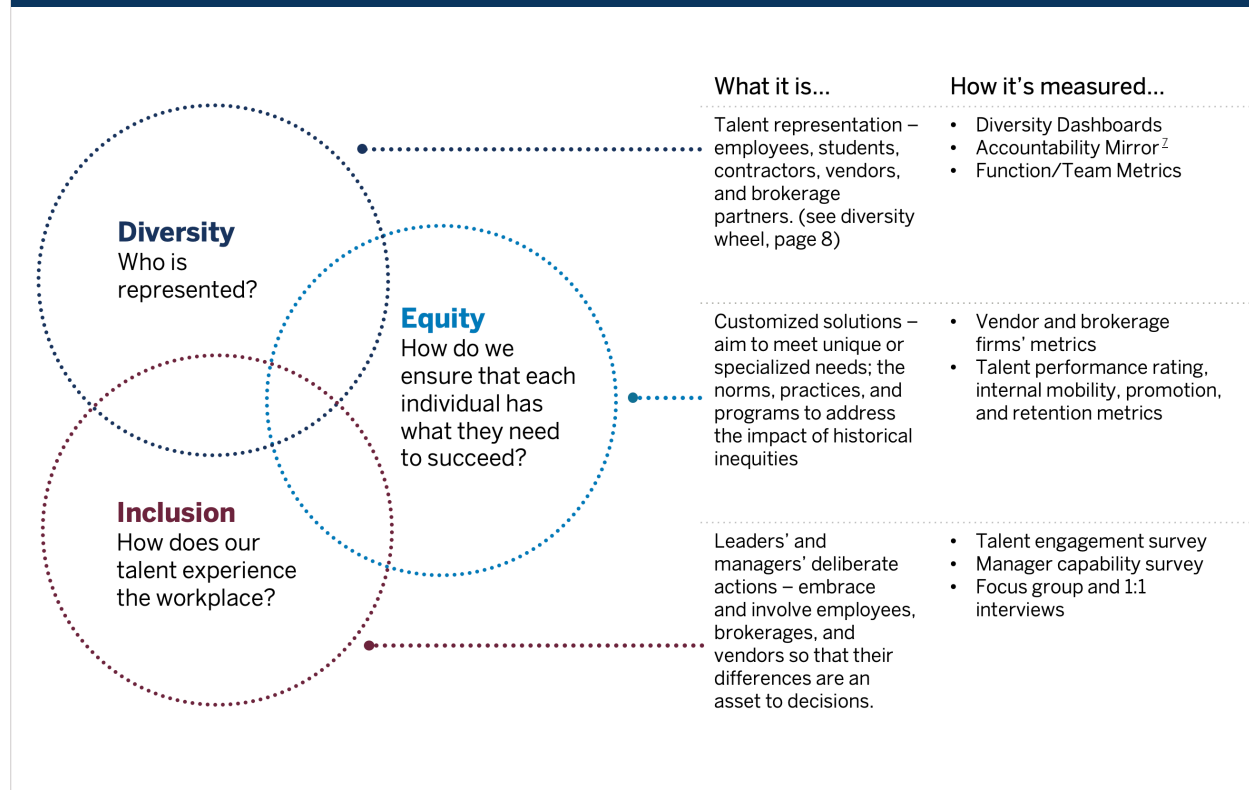 Diversity
Who is
represented?
Equity
How do we
ensure that each
individual has
what they need
to succeed?
Inclusion
How does our
talent experience
the workplace?
What it is...
How it's measured...
Talent representation –
employees, students,
contractors, vendors,
and brokerage
partners. (see diversity
wheel, page 8)
• Diversity Dashboards
• Accountability Mirror 7
• Function/Team Metrics
Customized solutions –
aim to meet unique or
specialized needs; the
norms, practices, and
programs to address
the impact of historical
inequities
• Vendor and brokerage
firms' metrics
• Talent performance rating,
internal mobility, promotion,
and retention metrics
Leaders' and
managers' deliberate
actions – embrace
and involve employees,
brokerages, and
vendors so that their
differences are an
asset to decisions.
• Talent engagement survey
• Manager capability survey
• Focus group and 1:1
interviews